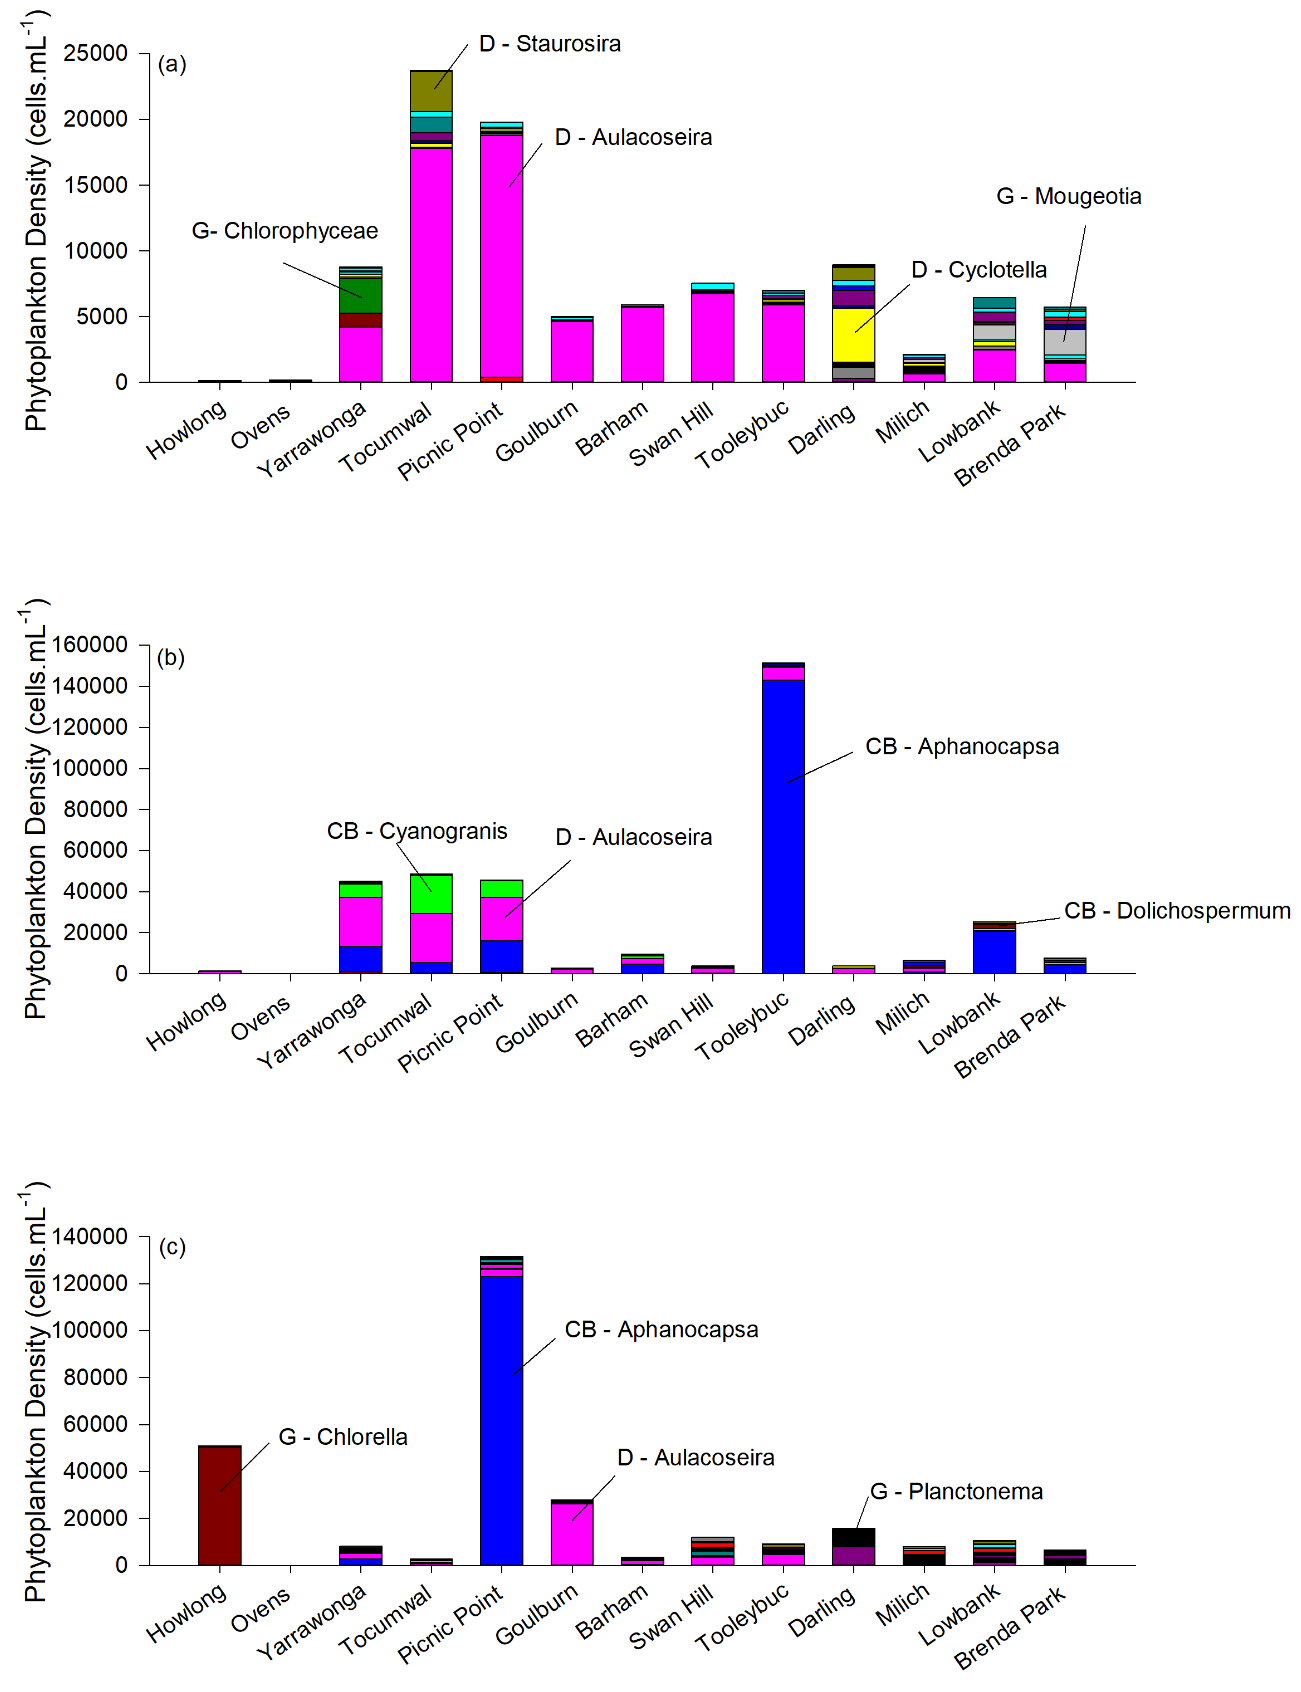 Phytoplankton Density (cells.mL-1)
(a)
25000
20000
15000
10000
5000
0
D - Staurosira
D - Aulacoseira
G - Mougeotia
G- Chlorophyceae
D - Cyclotella
Howlong
Ovens
Yarrawonga
Tocumwal
Picnic Point
Goulburn
Barham
Swan Hill
Tooleybuc
Darling
Milich
Lowbank
Brenda Park
Phytoplankton Density (cells.mL-1)
(b)
160000
140000
120000
100000
80000
60000
40000
20000
0
CB - Aphanocapsa
CB - Cyanogranis
D - Aulacoseira
CB - Dolichospermum
Howlong
Ovens
Yarrawonga
Tocumwal
Picnic Point
Goulburn
Barham
Swan Hill
Tooleybuc
Darling
Milich
Lowbank
Brenda Park
Phytoplankton Density (cells.mL-1)
(c)
140000
120000
100000
80000
60000
40000
20000
0
CB - Aphanocapsa
G - Chlorella
D - Aulacoseira
G - Planctonema
Howlong
Ovens
Yarrawonga
Tocumwal
Picnic Point
Goulburn
Barham
Swan Hill
Tooleybuc
Darling
Milich
Lowbank
Brenda Park